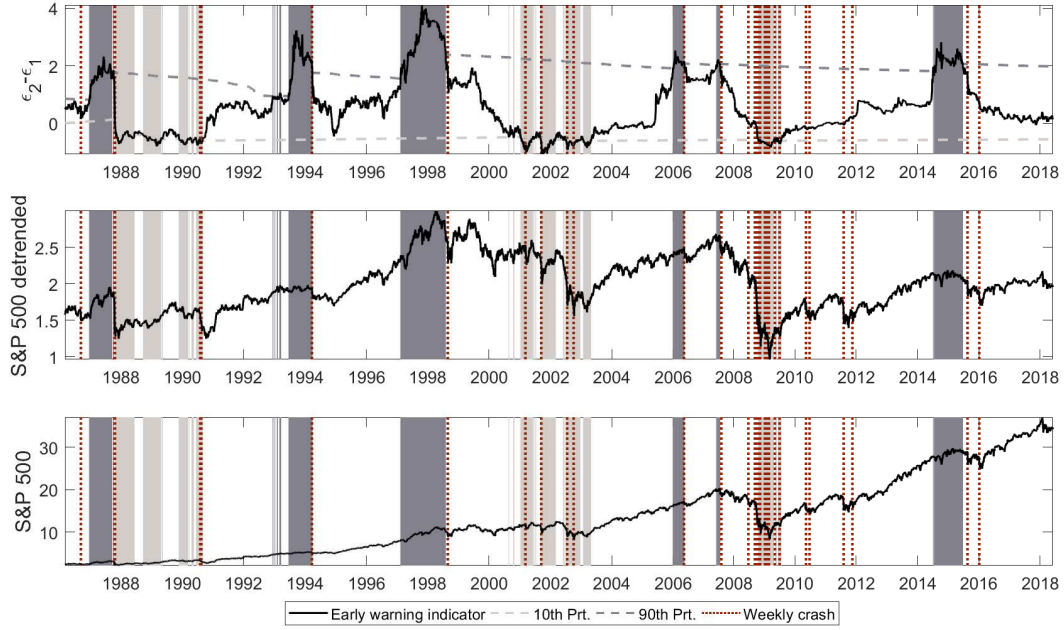 4
2
0
ϵ2-ϵ1
1988 1990 1992 1994 1996 1998 2000 2002 2004 2006 2008 2010 2012 2014 2016 2018
2.5
2
1.5
1
S&P 500 detrended
1988 1990 1992 1994 1996 1998 2000 2002 2004 2006 2008 2010 2012 2014 2016 2018
30
20
10
S&P 500
1988 1990 1992 1994 1996 1998 2000 2002 2004 2006 2008 2010 2012 2014 2016 2018
Early warning indicator 10th Prt. 90th Prt. Weekly crash